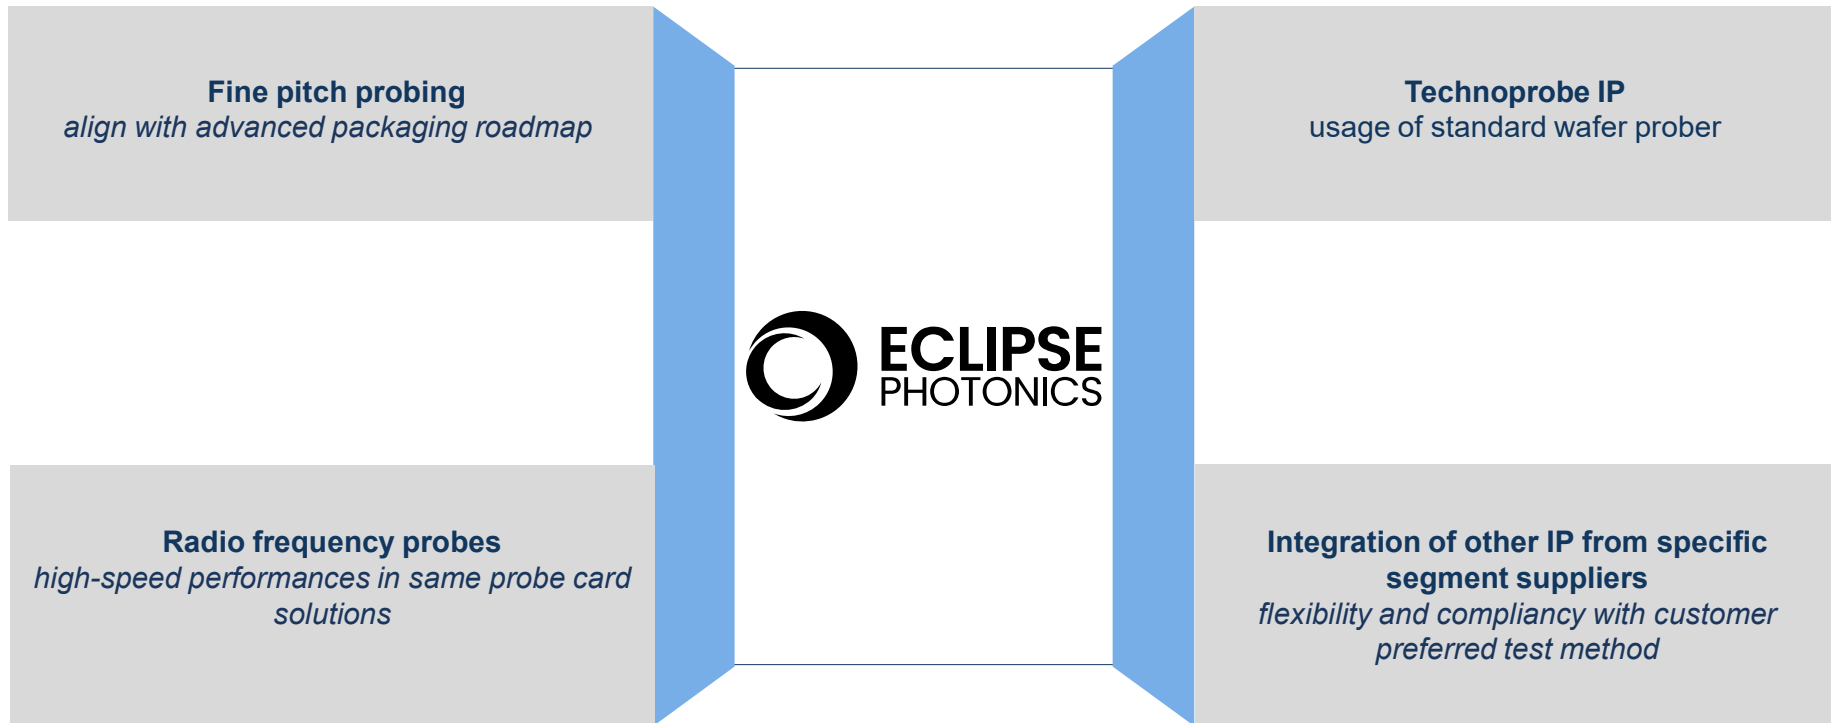 Fine pitch probing
align with advanced packaging roadmap
Technoprobe IP
usage of standard wafer prober
ECLIPSE
PHOTONICS
Radio frequency probes
high-speed performances in same probe card
solutions
Integration of other IP from specific
segment suppliers
flexibility and compliancy with customer
preferred test method